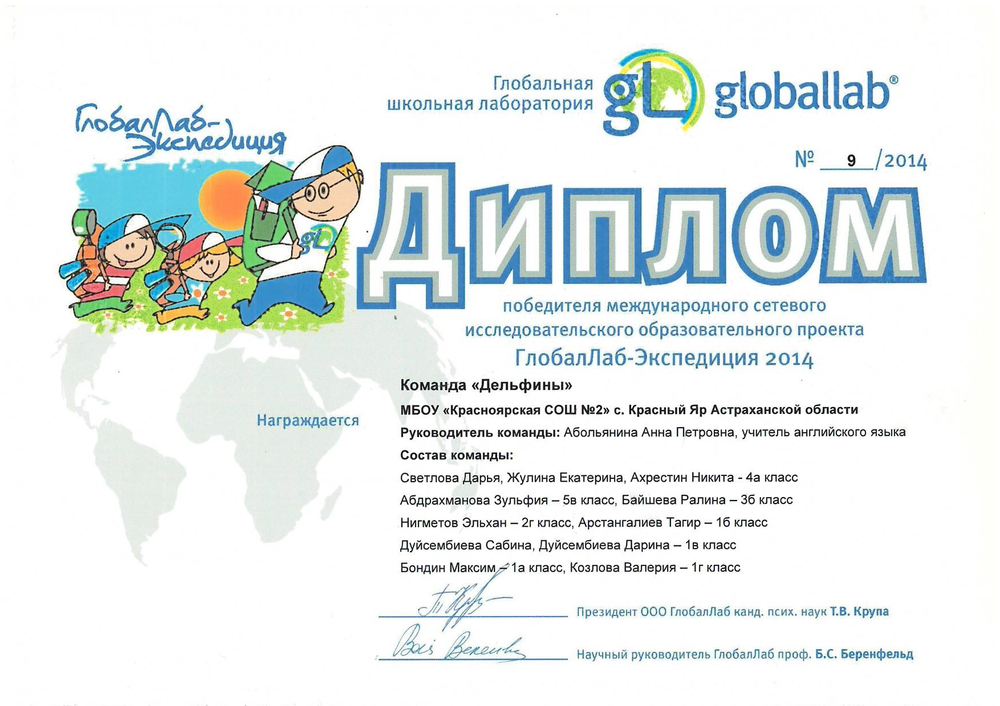 Глобальная
школьная лаборатория
gL globallab®
ГлобалЛаб-
Экспедиция
№ 9 /2014
gL
Диплом
победителя международного сетевого
исследовательского образовательного проекта
ГлобалЛаб-Экспедиция 2014
Награждается
Команда «Дельфины»
МБОУ «Красноярская СОШ №2» с. Красный Яр Астраханской области
Руководитель команды: Абольянина Анна Петровна, учитель английского языка
Состав команды:
Светлова Дарья, Жулина Екатерина, Ахрестин Никита - 4а класс
Абдрахманова Зульфия – 5в класс, Байшева Ралина – 3б класс
Нигметов Эльхан – 2г класс, Арстангалиев Тагир – 1б класс
Дуйсембиева Сабина, Дуйсембиева Дарина – 1в класс
Бондин Максим – 1а класс, Козлова Валерия – 1г класс
Президент ООО ГлобалЛаб канд. псих. наук Т.В. Крупа
Научный руководитель ГлобалЛаб проф. Б.С. Беренфельд